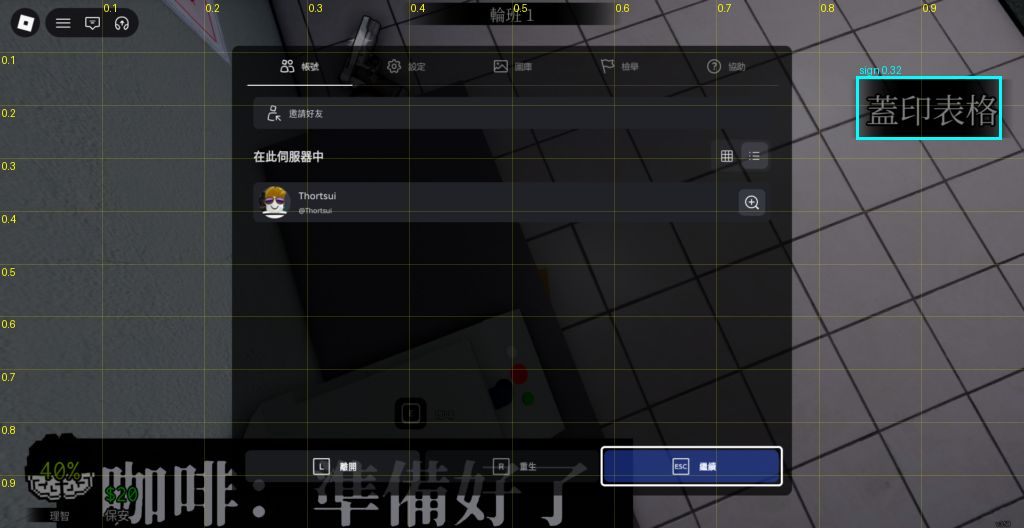 輪班 1
帳號
設定
圖庫
檢舉
協助
邀請好友
在此伺服器中
Thortsui
@Thortsui
蓋印表格
L 離開
R 重生
ESC 繼續
40%
$20
理智
保安
咖啡：準備好了